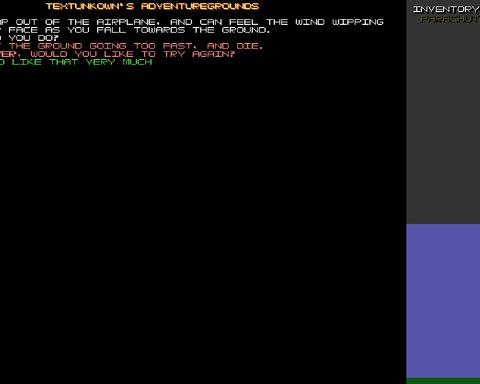 TEXTUNKOWN'S ADVENTUREGROUNDS
INVENTORY
PARACHUT
AP OUT OF THE AIRPLANE, AND CAN FEEL THE WIND WIPPING
FACE AS YOU FALL TOWARDS THE GROUND.
YOU DO?
THE GROUND GOING TOO FAST, AND DIE.
VER, WOULD YOU LIKE TO TRY AGAIN?
LIKE THAT VERY MUCH